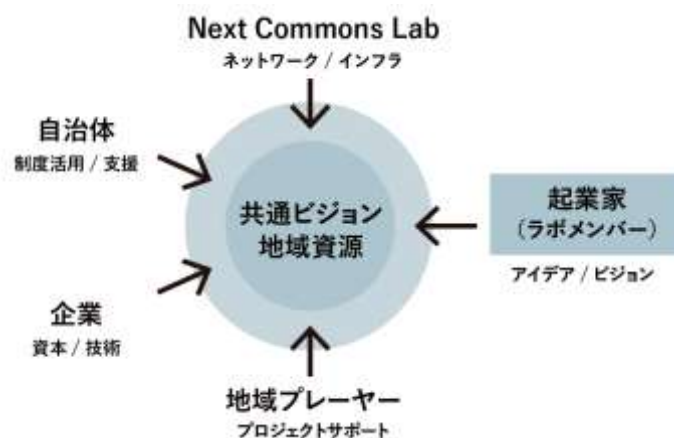 Next Commons Lab
ネットワーク / インフラ
自治体
制度活用 / 支援
共通ビジョン
地域資源
起業家
（ラボメンバー）
アイデア / ビジョン
企業
資本 / 技術
地域プレーヤー
プロジェクトサポート